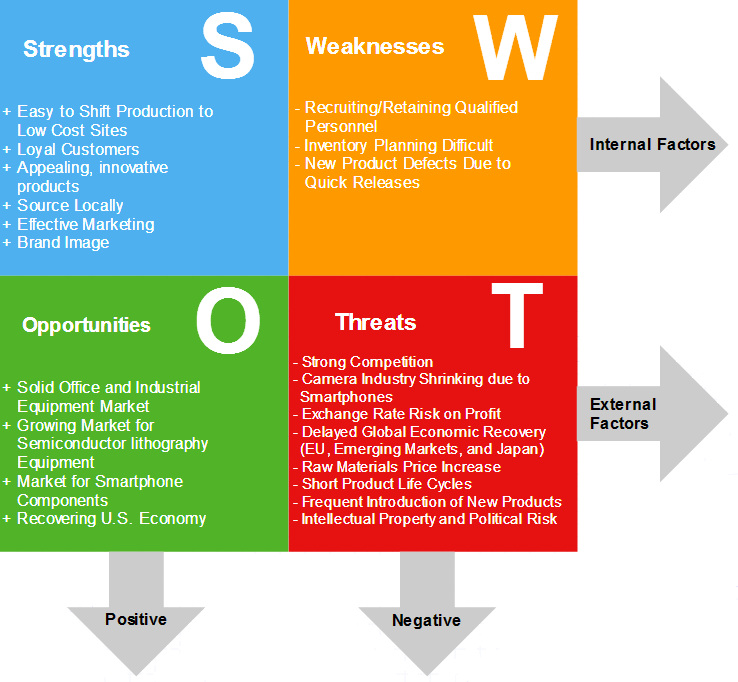 Strengths
S
+ Easy to Shift Production to
Low Cost Sites
+ Loyal Customers
+ Appealing, innovative
products
+ Source Locally
+ Effective Marketing
+ Brand Image
Weaknesses
W
- Recruiting/Retaining Qualified
Personnel
- Inventory Planning Difficult
- New Product Defects Due to
Quick Releases
Internal Factors
Opportunities
O
+ Solid Office and Industrial
Equipment Market
+ Growing Market for
Semiconductor lithography
Equipment
+ Market for Smartphone
Components
+ Recovering U.S. Economy
Threats
T
- Strong Competition
- Camera Industry Shrinking due to
Smartphones
- Exchange Rate Risk on Profit
- Delayed Global Economic Recovery
(EU, Emerging Markets, and Japan)
- Raw Materials Price Increase
- Short Product Life Cycles
- Frequent Introduction of New Products
- Intellectual Property and Political Risk
External
Factors
Positive
Negative